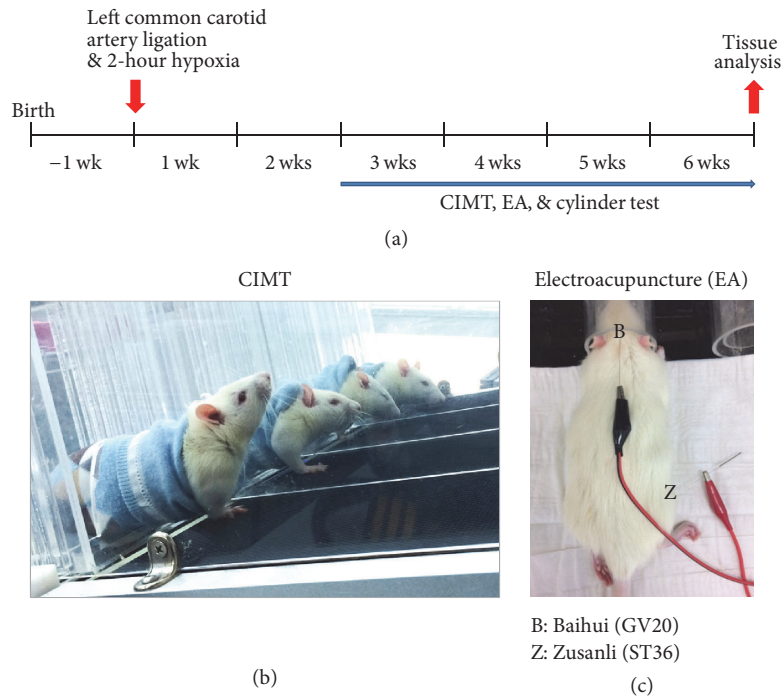 Left common carotid
artery ligation
& 2-hour hypoxia
Tissue
analysis
Birth
−1 wk 1 wk 2 wks 3 wks 4 wks 5 wks 6 wks
CIMT, EA, & cylinder test
(a)
CIMT
Electroacupuncture (EA)
B
Z
B: Baihui (GV20)
Z: Zusanli (ST36)
(b)
(c)